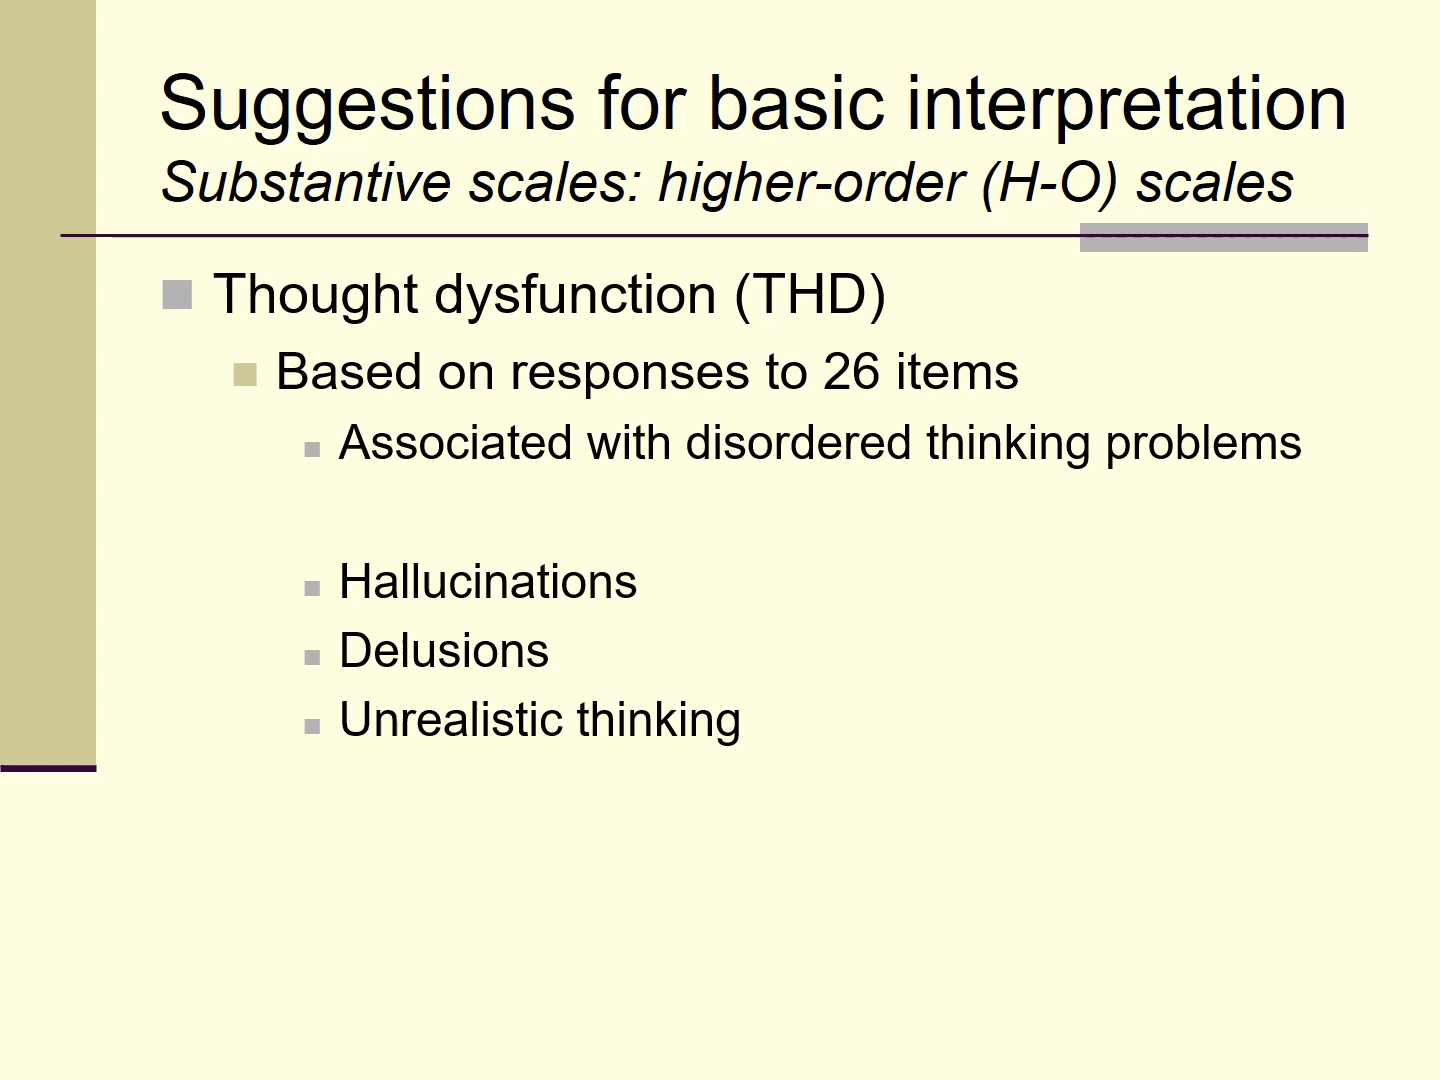 Suggestions for basic interpretation
Substantive scales: higher-order (H-O) scales
Thought dysfunction (THD)
Based on responses to 26 items
Associated with disordered thinking problems
Hallucinations
Delusions
Unrealistic thinking